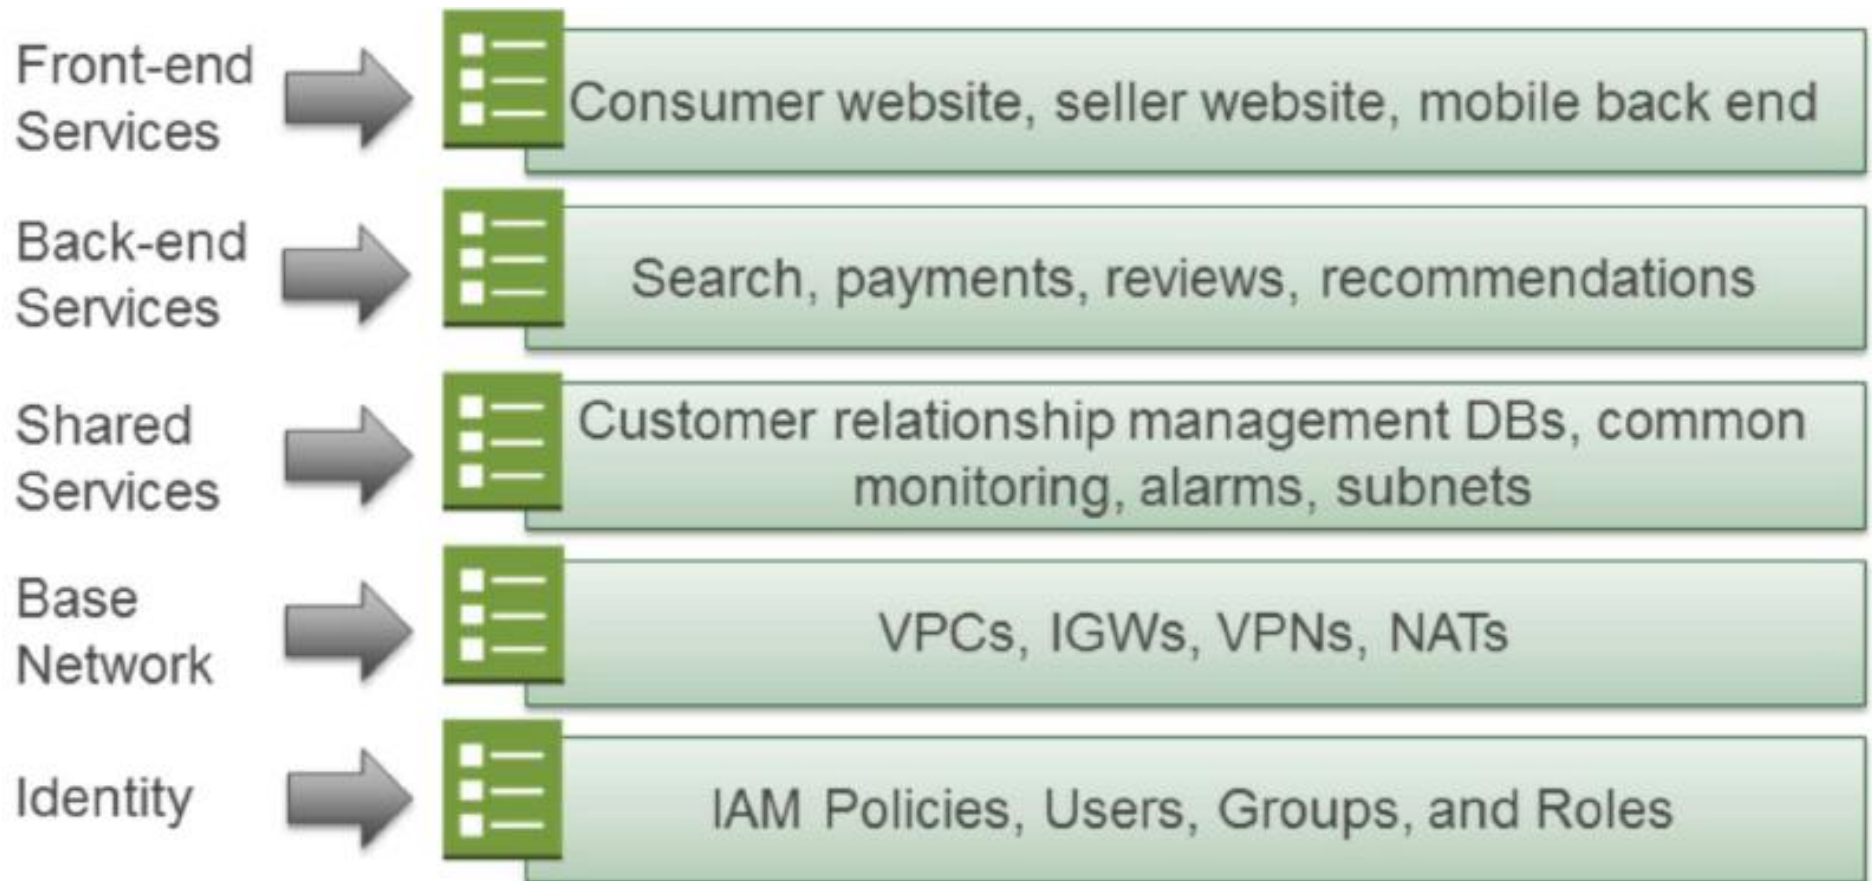 Front-end
Services
Consumer website, seller website, mobile back end
Back-end
Services
Search, payments, reviews, recommendations
Shared
Services
Customer relationship management DBs, common
monitoring, alarms, subnets
Base
Network
VPCs, IGWs, VPNs, NATs
Identity
IAM Policies, Users, Groups, and Roles